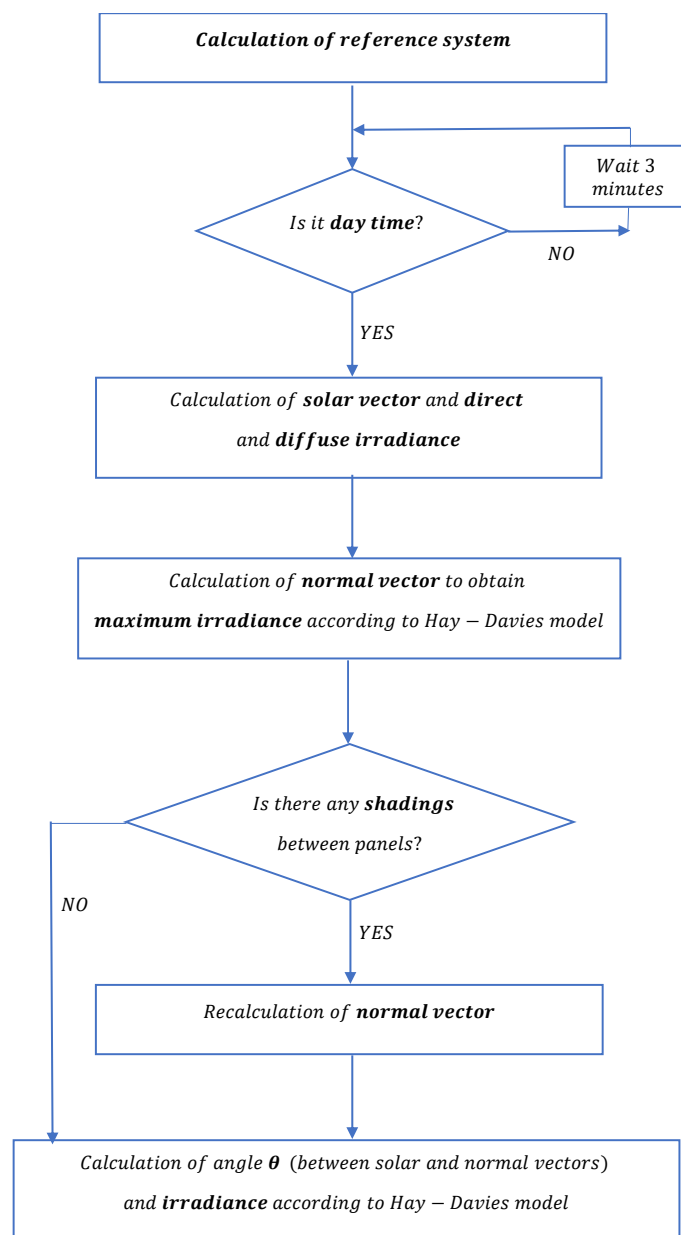 Calculation of reference system
Wait 3
minutes
Is it day time?
NO
YES
Calculation of solar vector and direct
and diffuse irradiance
Calculation of normal vector to obtain
maximum irradiance according to Hay − Davies model
Is there any shadings
between panels?
NO
YES
Recalculation of normal vector
Calculation of angle θ (between solar and normal vectors)
and irradiance according to Hay − Davies model